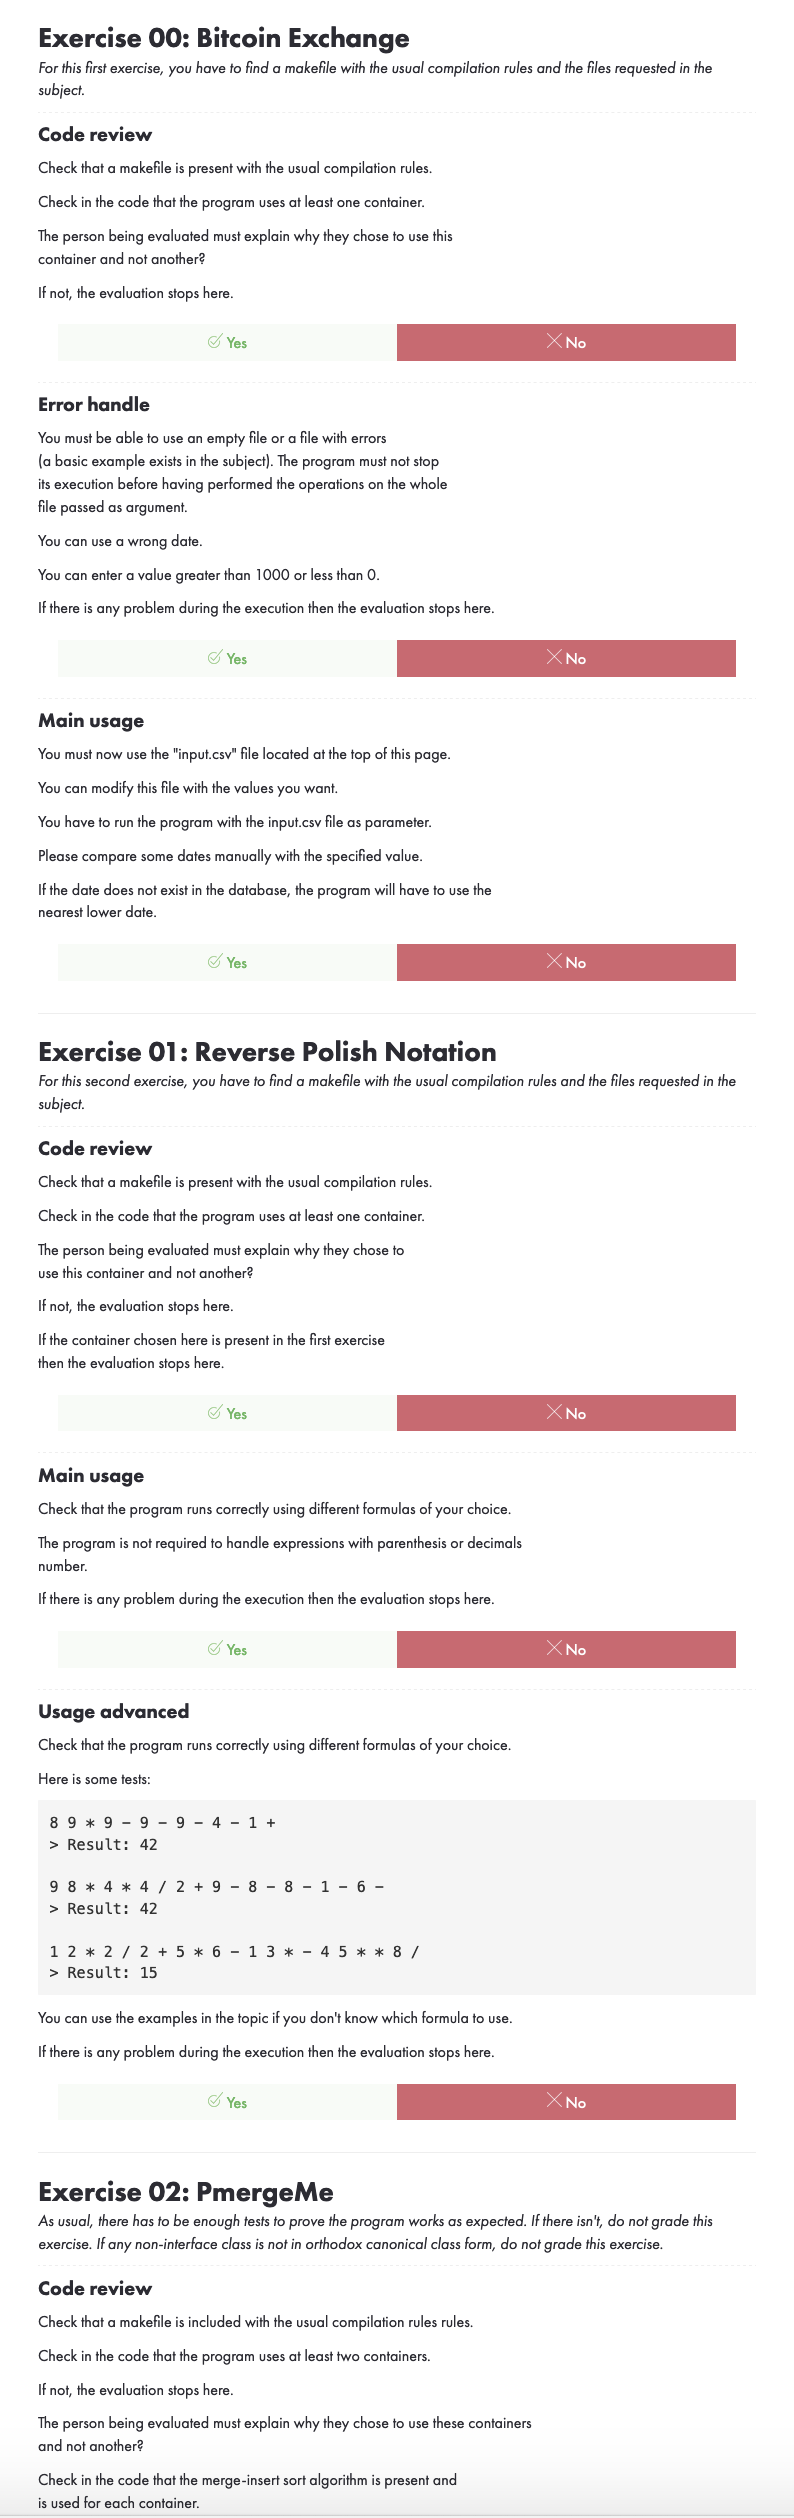 Exercise 00: Bitcoin Exchange
For this first exercise, you have to find a makefile with the usual compilation rules and the files requested in the
subject.
Code review
Check that a makefile is present with the usual compilation rules.
Check in the code that the program uses at least one container.
The person being evaluated must explain why they chose to use this
container and not another?
If not, the evaluation stops here.
Yes
No
Error handle
You must be able to use an empty file or a file with errors
(a basic example exists in the subject). The program must not stop
its execution before having performed the operations on the whole
file passed as argument.
You can use a wrong date.
You can enter a value greater than 1000 or less than 0.
If there is any problem during the execution then the evaluation stops here.
Yes
No
Main usage
You must now use the "input.csv" file located at the top of this page.
You can modify this file with the values you want.
You have to run the program with the input.csv file as parameter.
Please compare some dates manually with the specified value.
If the date does not exist in the database, the program will have to use the
nearest lower date.
Yes
No
Exercise 01: Reverse Polish Notation
For this second exercise, you have to find a makefile with the usual compilation rules and the files requested in the
subject.
Code review
Check that a makefile is present with the usual compilation rules.
Check in the code that the program uses at least one container.
The person being evaluated must explain why they chose to
use this container and not another?
If not, the evaluation stops here.
If the container chosen here is present in the first exercise
then the evaluation stops here.
Yes
No
Main usage
Check that the program runs correctly using different formulas of your choice.
The program is not required to handle expressions with parenthesis or decimals
number.
If there is any problem during the execution then the evaluation stops here.
Yes
No
Usage advanced
Check that the program runs correctly using different formulas of your choice.
Here is some tests:
8 9 * 9 - 9 - 9 - 4 - 1 +
> Result: 42
9 8 * 4 * 4 / 2 + 9 - 8 - 8 - 1 - 6 -
> Result: 42
1 2 * 2 / 2 + 5 * 6 - 1 3 * - 4 5 * * 8 /
> Result: 15
You can use the examples in the topic if you don't know which formula to use.
If there is any problem during the execution then the evaluation stops here.
Yes
No
Exercise 02: PmergeMe
As usual, there has to be enough tests to prove the program works as expected. If there isn't, do not grade this
exercise. If any non-interface class is not in orthodox canonical class form, do not grade this exercise.
Code review
Check that a makefile is included with the usual compilation rules rules.
Check in the code that the program uses at least two containers.
If not, the evaluation stops here.
The person being evaluated must explain why they chose to use these containers
and not another?
Check in the code that the merge-insert sort algorithm is present and
is used for each container.